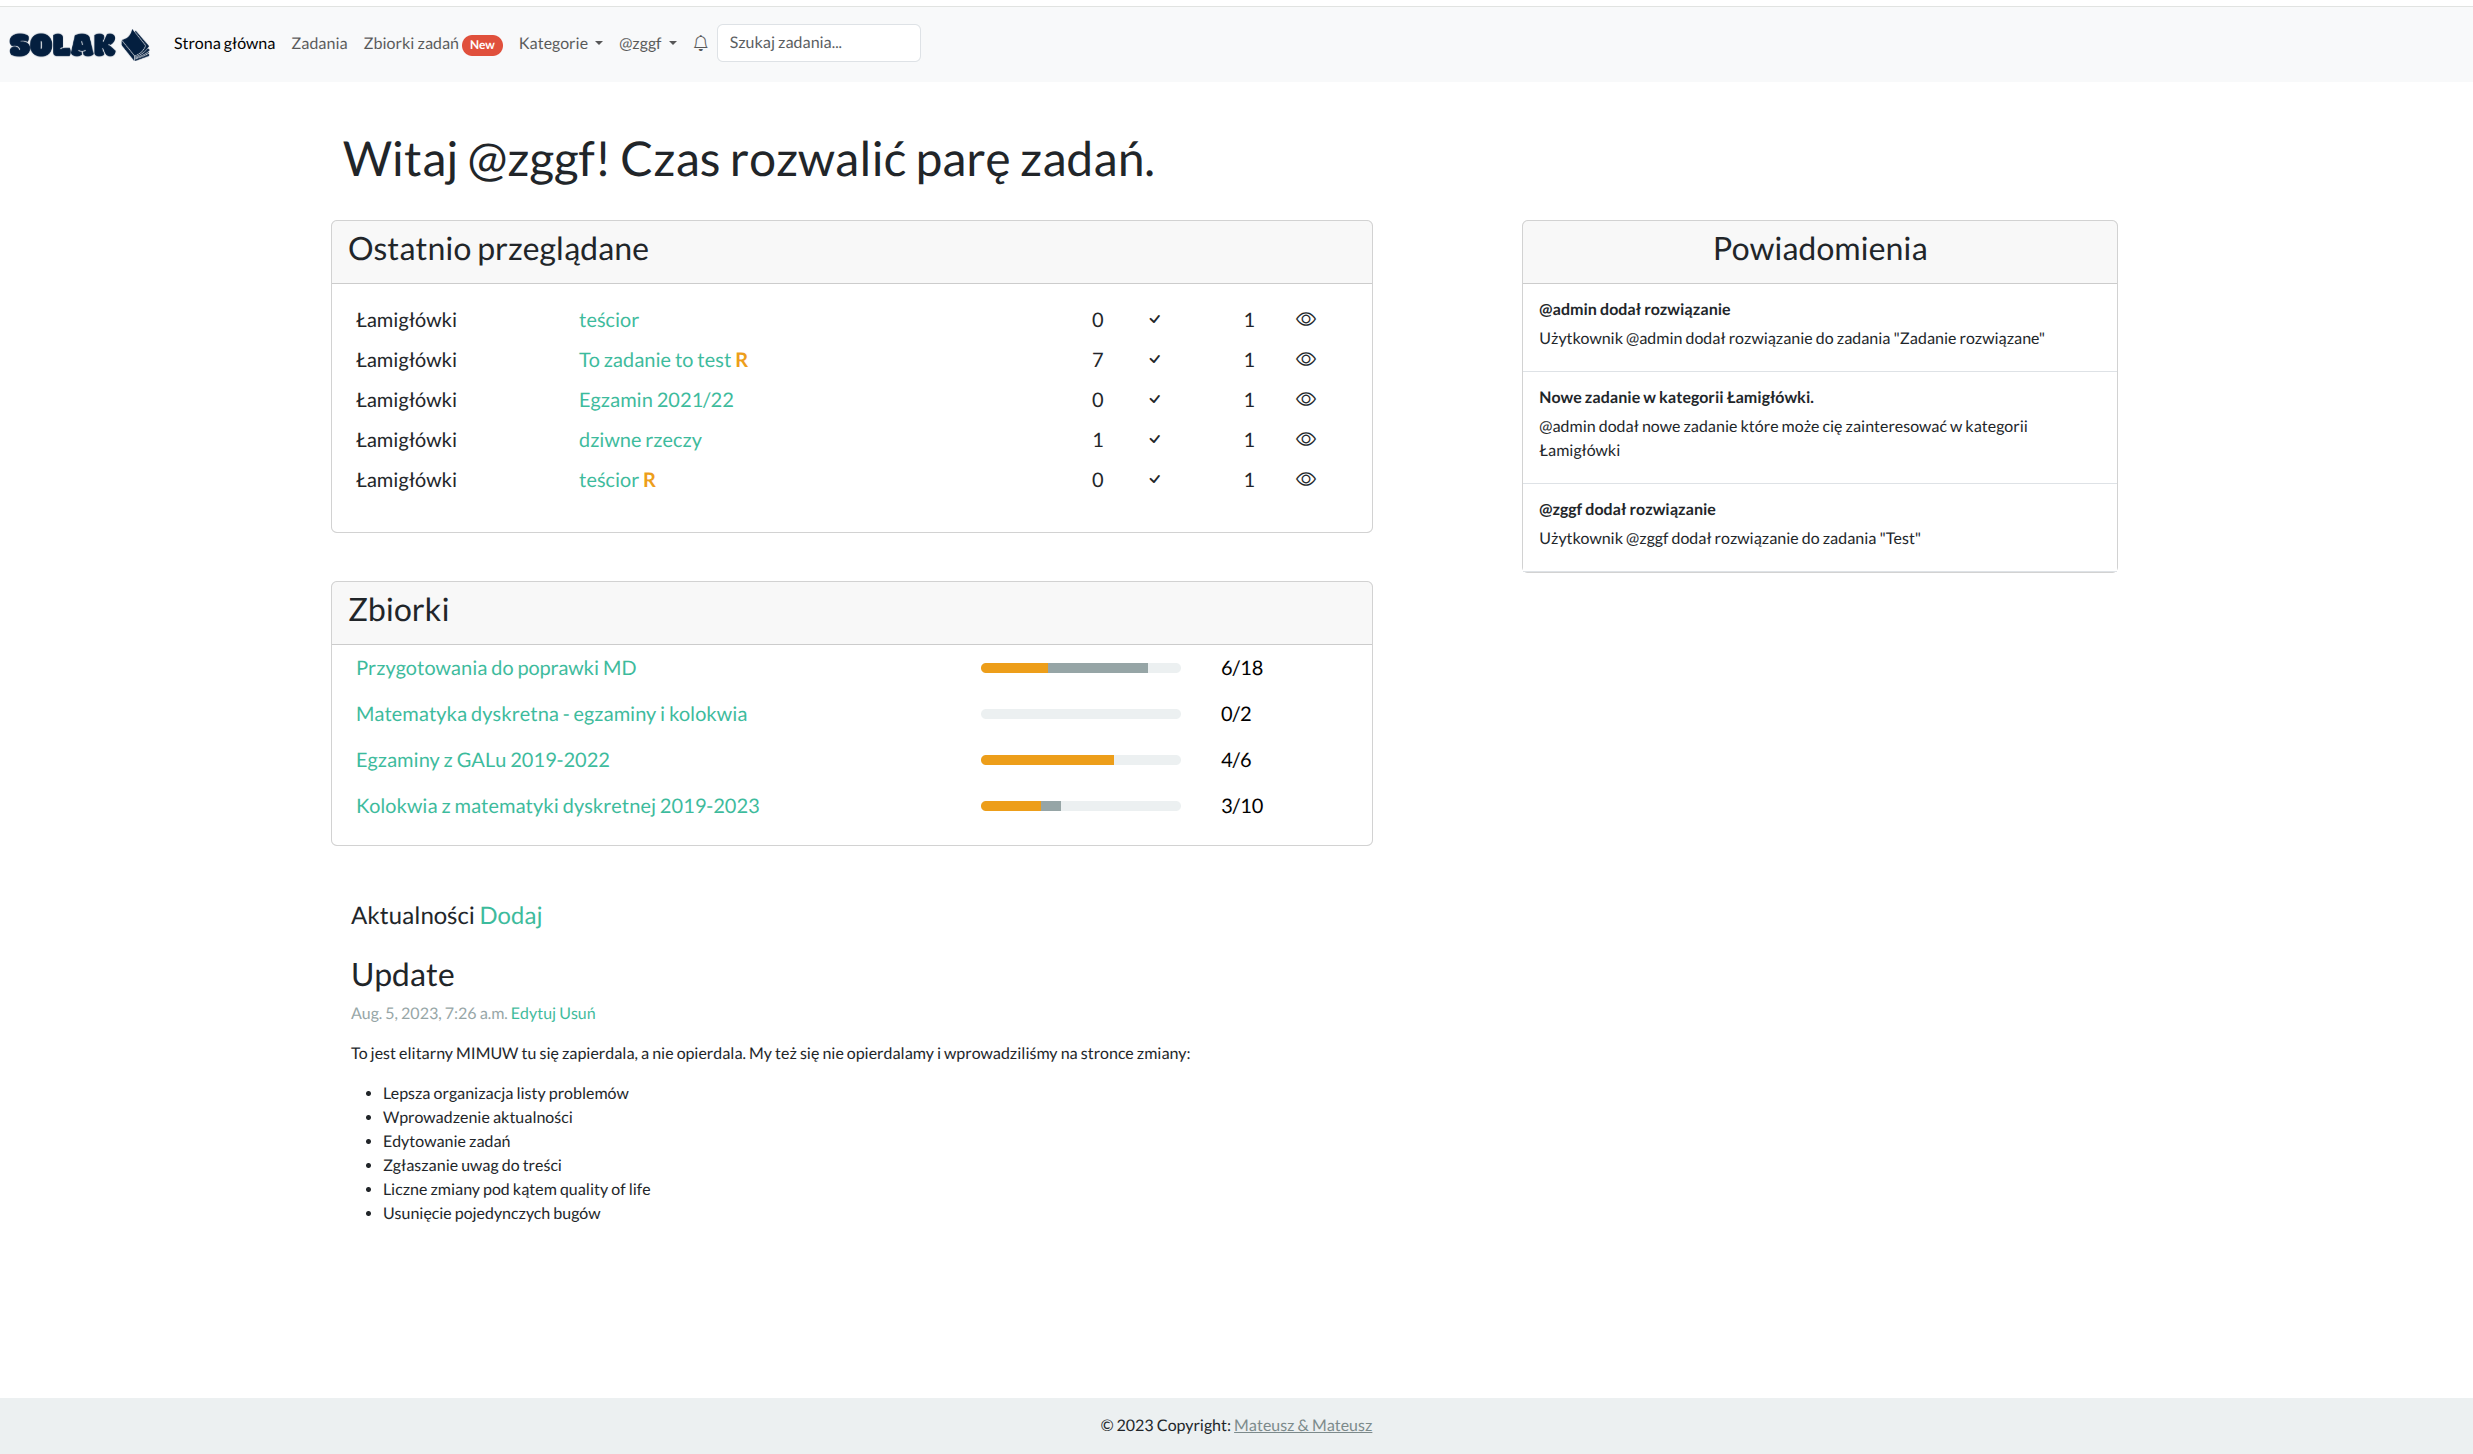 SOLAK Strona główna Zadania Zbiorki zadań New Kategorie @zggf Szukaj zadania...
Witaj @zggf! Czas rozwalić parę zadań.
Ostatnio przeglądane
Łamigłówki teścior 0 1
Łamigłówki To zadanie to test R 7 1
Łamigłówki Egzamin 2021/22 0 1
Łamigłówki dziwne rzeczy 1 1
Łamigłówki teścior R 0 1
Zbiorki
Przygotowania do poprawki MD 6/18
Matematyka dyskretna - egzaminy i kolokwia 0/2
Egzaminy z GALu 2019-2022 4/6
Kolokwia z matematyki dyskretnej 2019-2023 3/10
Powiadomienia
@admin dodał rozwiązanie
Użytkownik @admin dodał rozwiązanie do zadania "Zadanie rozwiązane"
Nowe zadanie w kategorii Łamigłówki.
@admin dodał nowe zadanie które może cię zainteresować w kategorii
Łamigłówki
@zggf dodał rozwiązanie
Użytkownik @zggf dodał rozwiązanie do zadania "Test"
Aktualności Dodaj
Update
Aug. 5, 2023, 7:26 a.m. Edytuj Usuń
To jest elitarny MIMUW tu się zapierdala, a nie opierdala. My też się nie opierdalamy i wprowadziliśmy na stronce zmiany:
• Lepsza organizacja listy problemów
• Wprowadzenie aktualności
• Edytowanie zadań
• Zgłaszanie uwag do treści
• Liczne zmiany pod kątem quality of life
• Usunięcie pojedynczych bugów
© 2023 Copyright: Mateusz & Mateusz